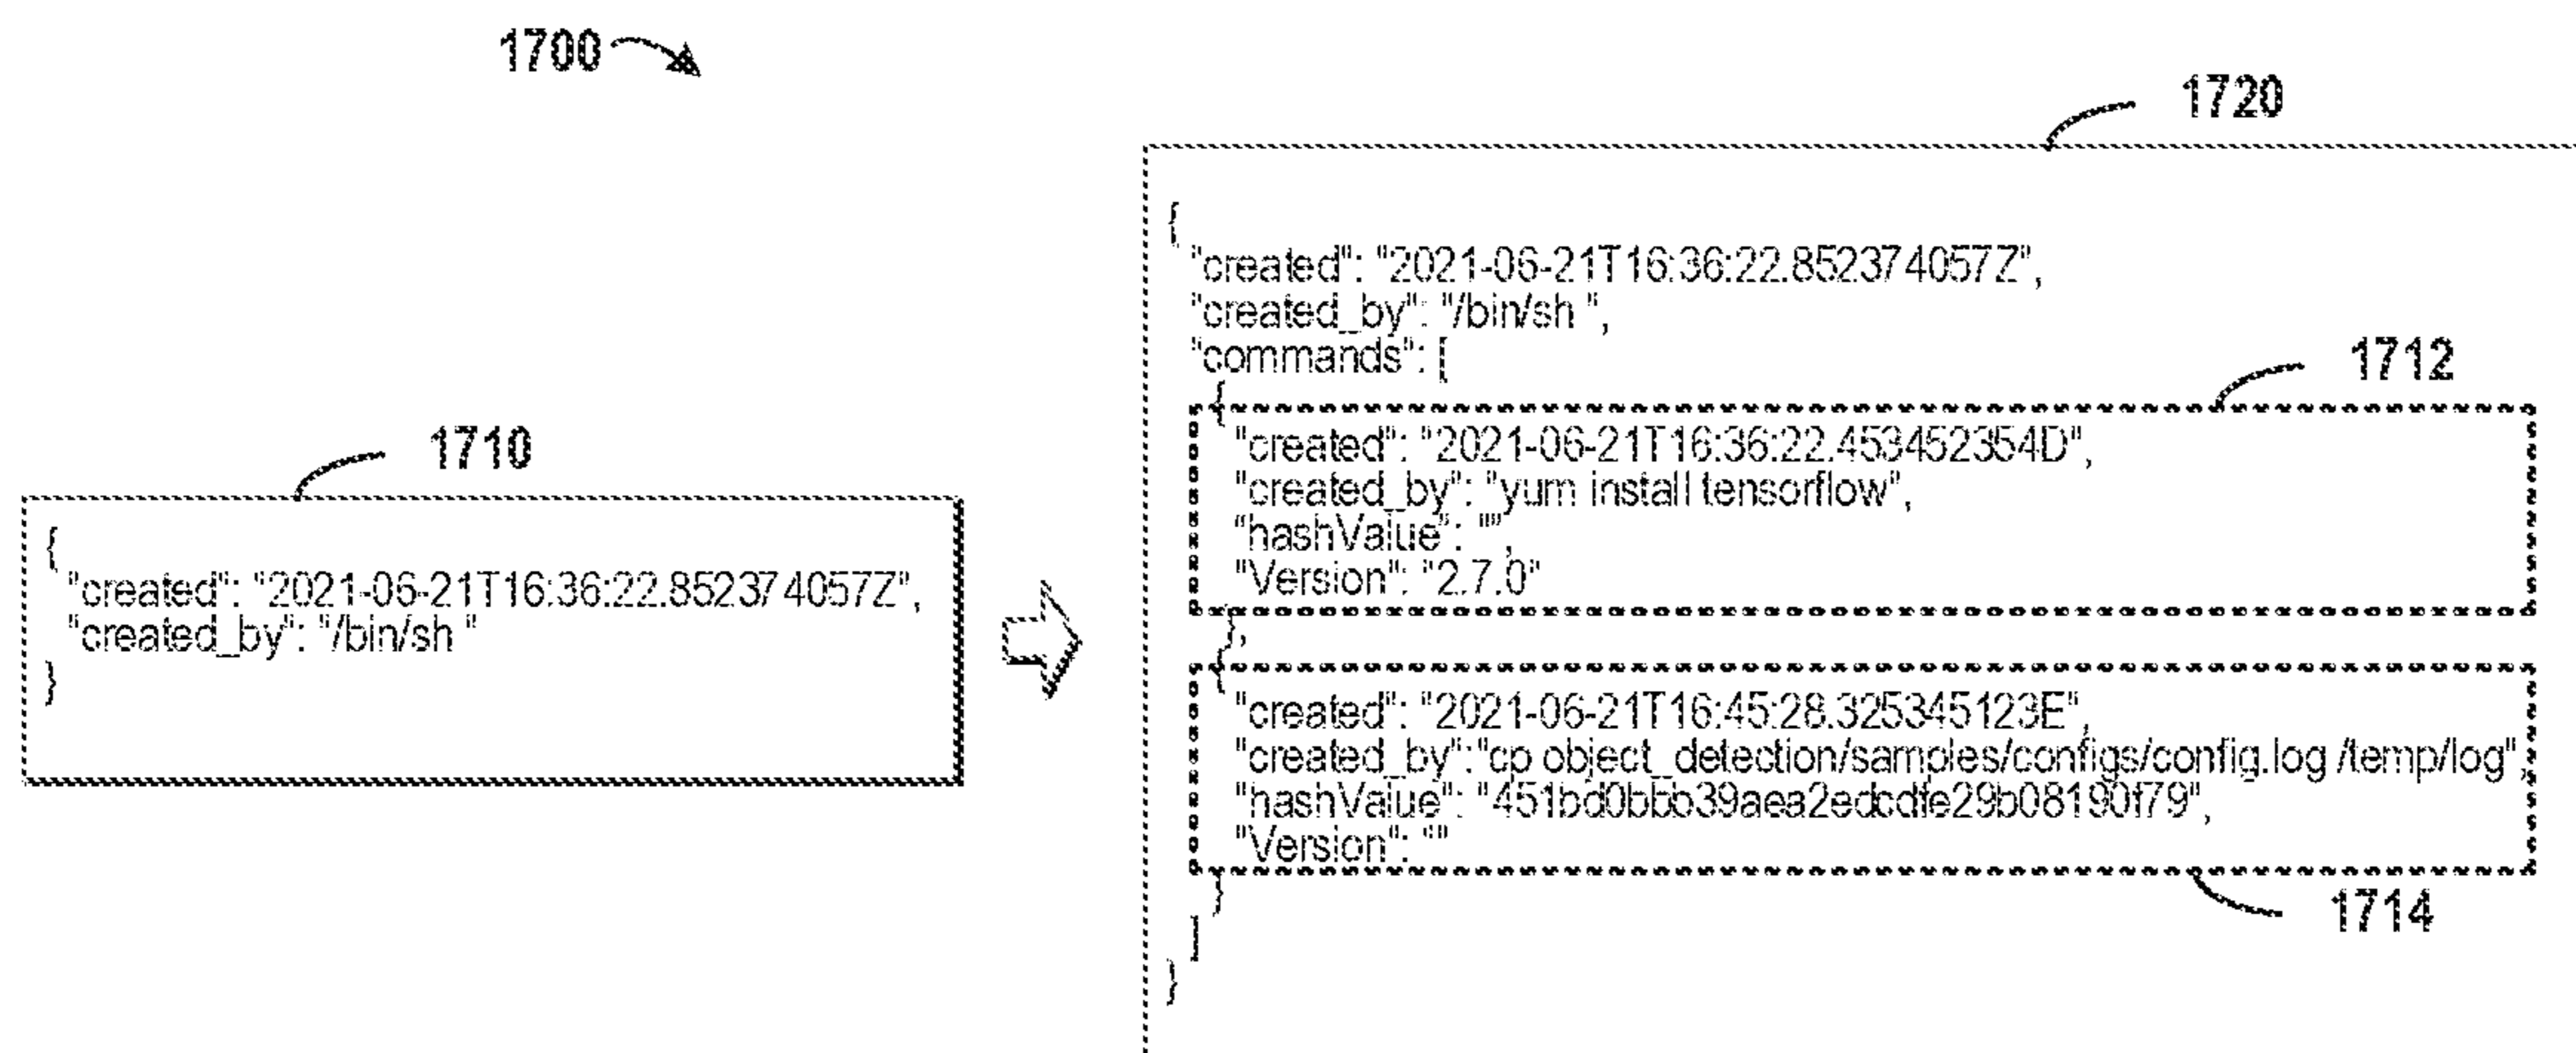 1700
1720
{
"created": "2021-06-21T16:36:22.852374057Z",
"created_by": "/bin/sh ",
"commands": [
1712
{
"created": "2021-06-21T16:36:22.453452354D",
"created_by": "yum install tensorflow",
"hashValue": "",
"Version": "2.7.0"
},
{
"created": "2021-06-21T16:45:28.325345123E",
"created_by":"cp object_detection/samples/configs/config.log /temp/log",
"hashValue": "451bd0bbb39aea2edcdfe29b08190f79",
"Version": ""
}
1714
]
}
1710
{
"created": "2021-06-21T16:36:22.852374057Z",
"created_by": "/bin/sh "
}